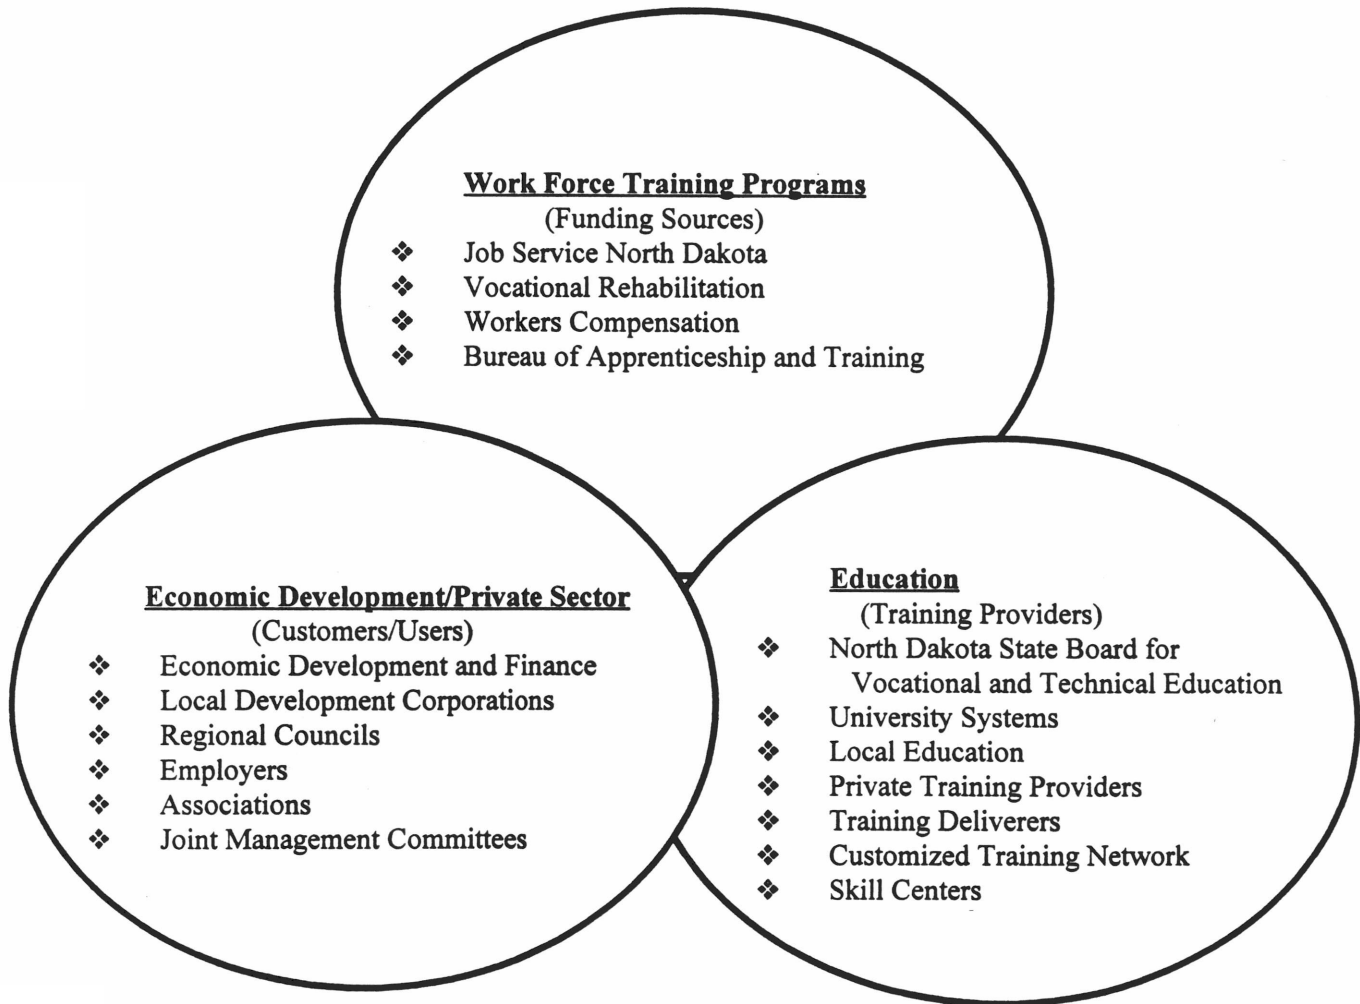 Work Force Training Programs
(Funding Sources)
❖ Job Service North Dakota
❖ Vocational Rehabilitation
❖ Workers Compensation
❖ Bureau of Apprenticeship and Training
Economic Development/Private Sector
(Customers/Users)
❖ Economic Development and Finance
❖ Local Development Corporations
❖ Regional Councils
❖ Employers
❖ Associations
❖ Joint Management Committees
Education
(Training Providers)
❖ North Dakota State Board for
Vocational and Technical Education
❖ University Systems
❖ Local Education
❖ Private Training Providers
❖ Training Deliverers
❖ Customized Training Network
❖ Skill Centers